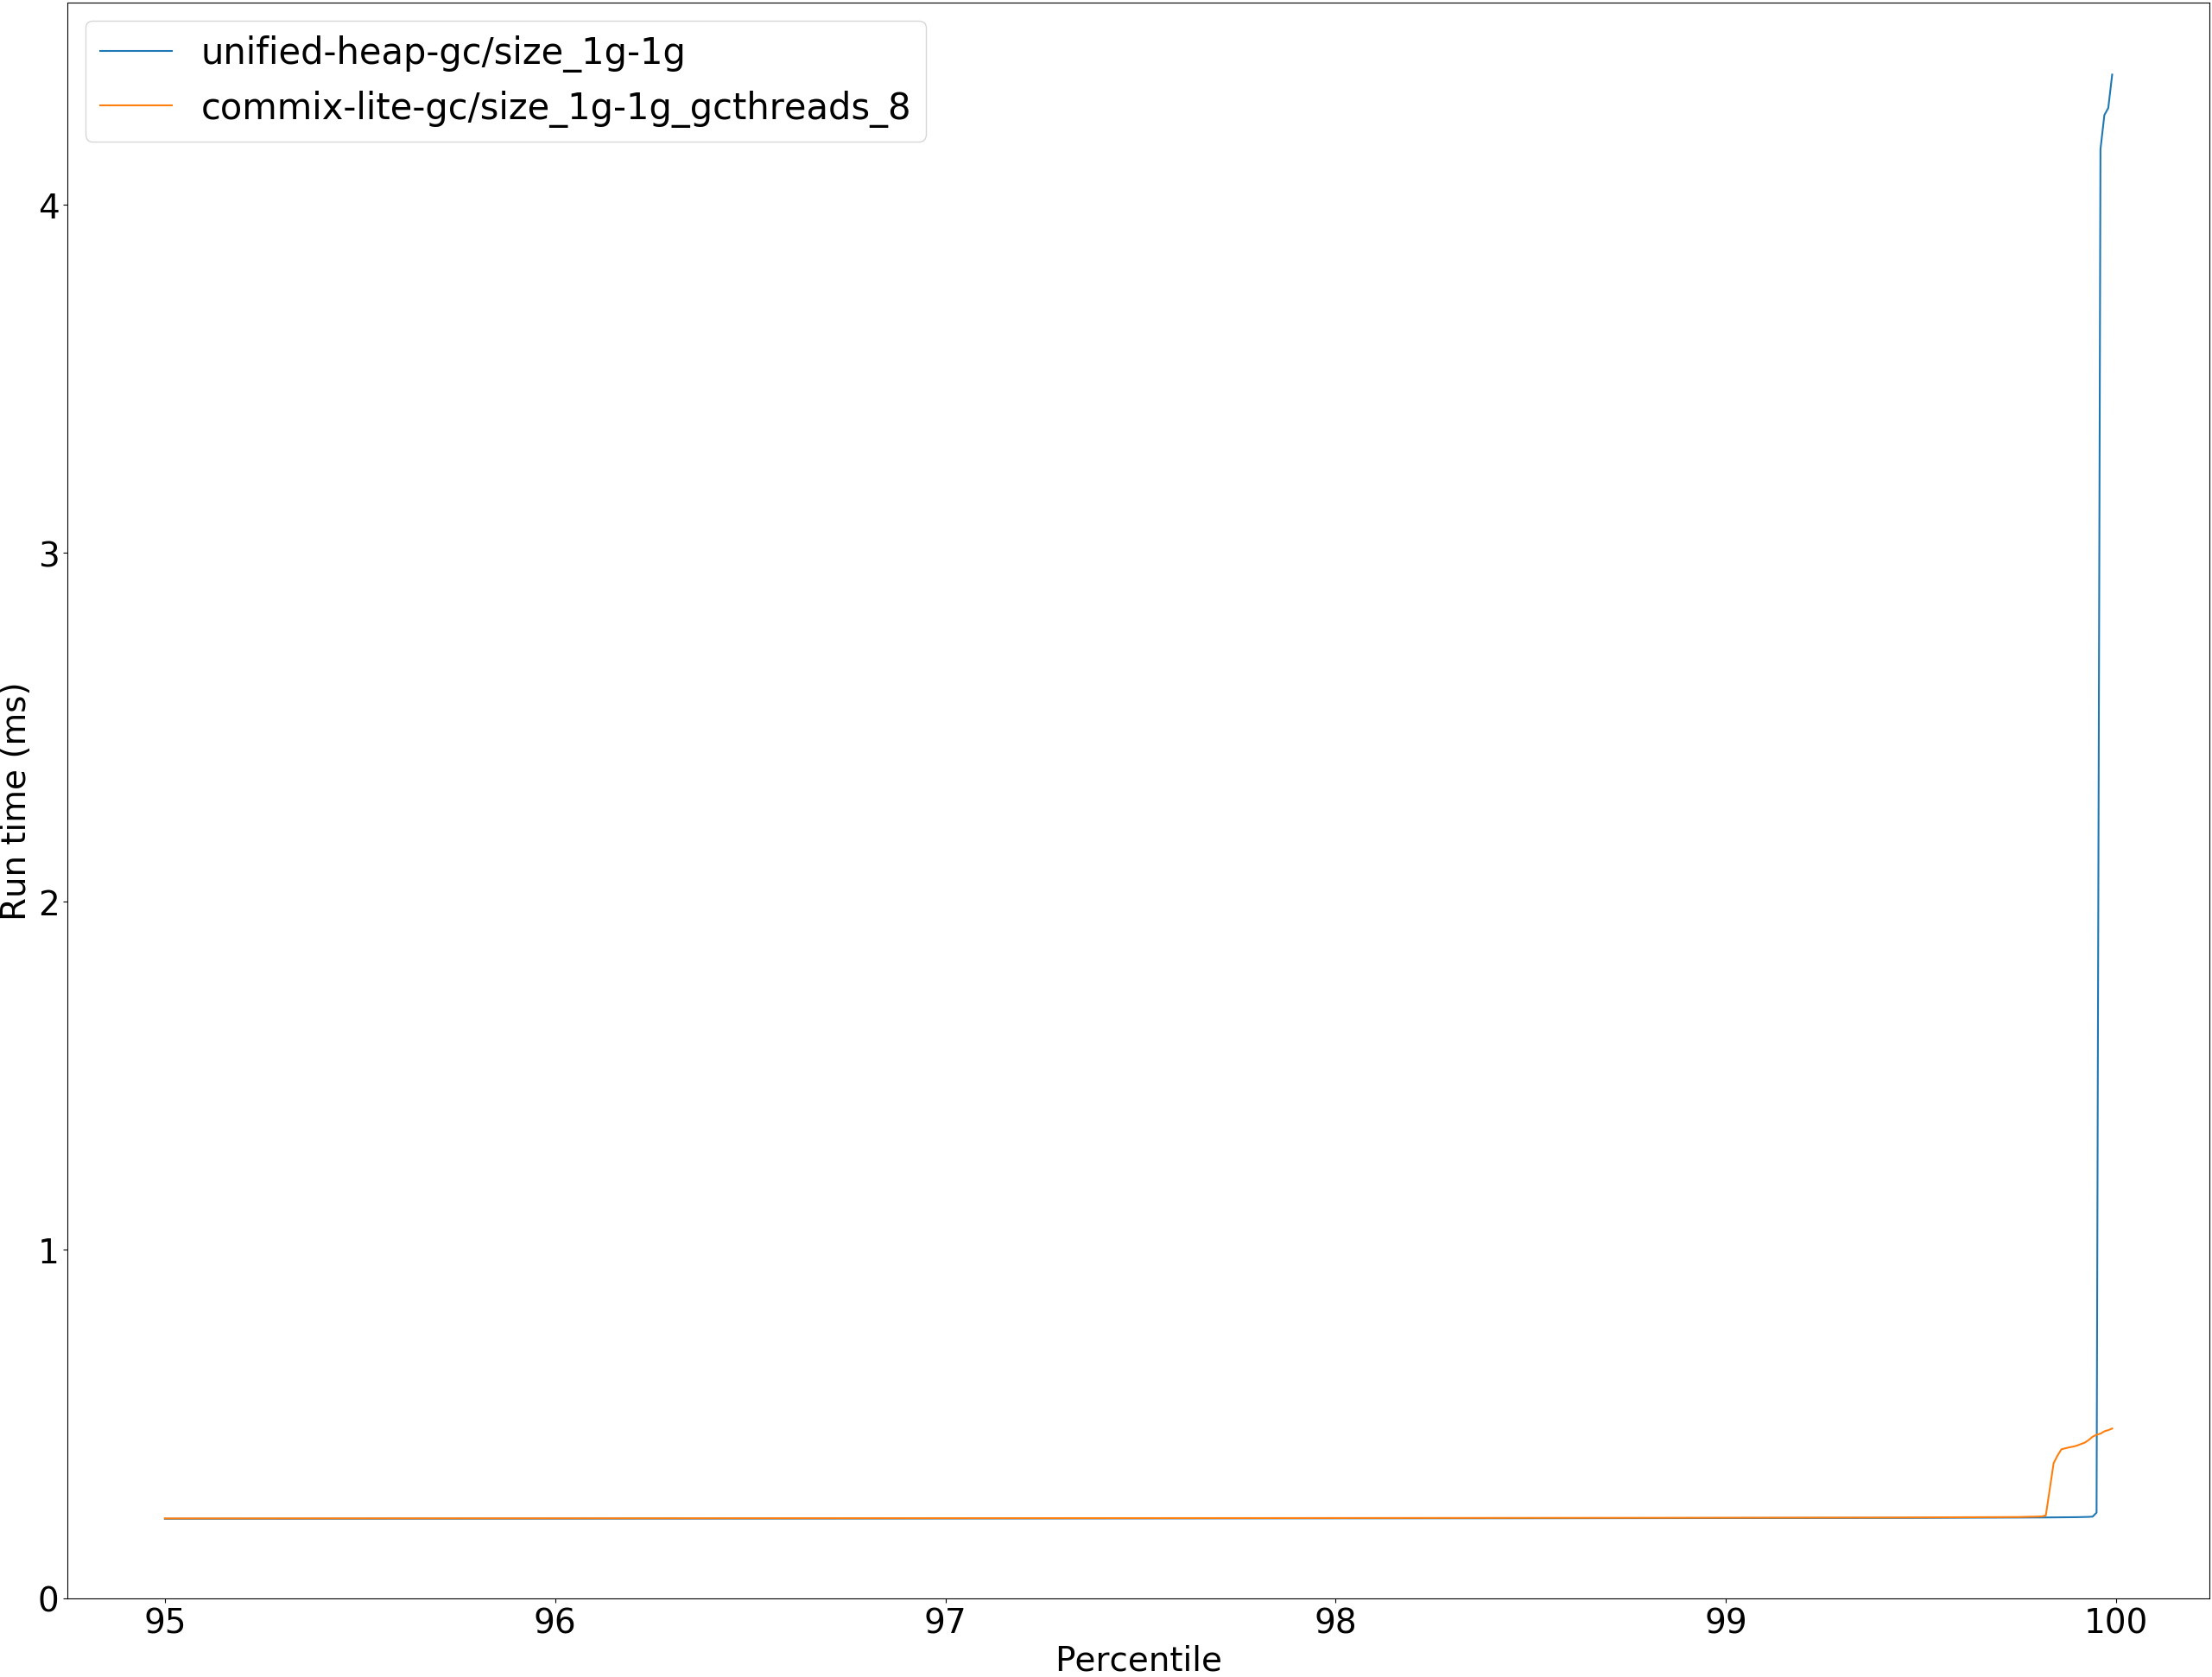 unified-heap-gc/size_1g-1g
commix-lite-gc/size_1g-1g_gcthreads_8
4
3
2
1
0
Run time (ms)
95 96 97 98 99 100
Percentile